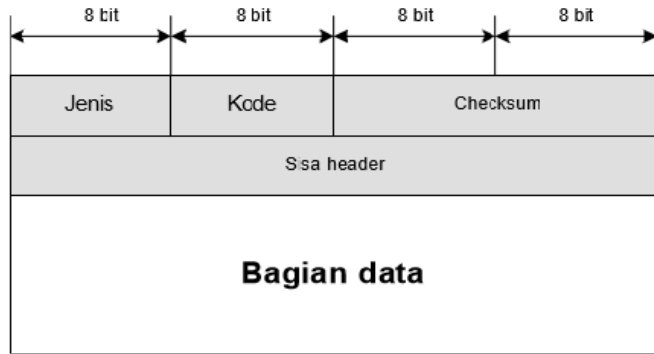 8 bit 8 bit 8 bit 8 bit
Jenis Kode Checksum
Sisa header
Bagian data